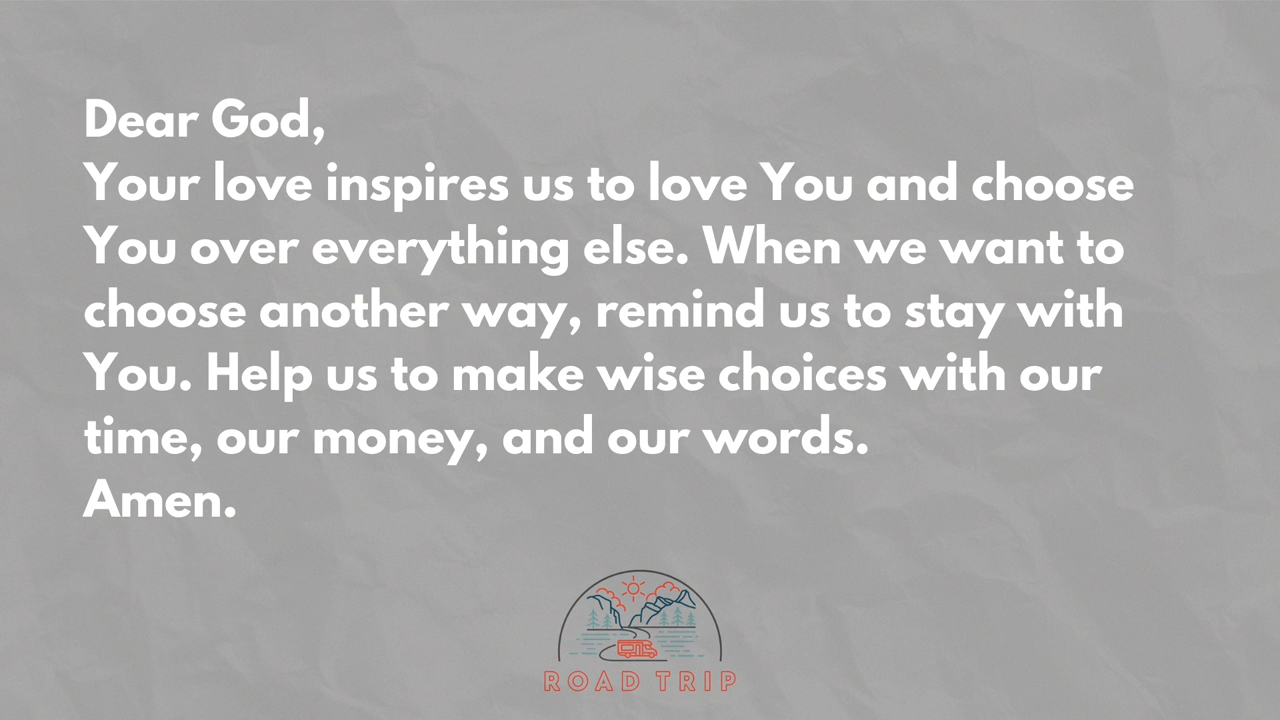 Dear God,
Your love inspires us to love You and choose
You over everything else. When we want to
choose another way, remind us to stay with
You. Help us to make wise choices with our
time, our money, and our words.
Amen.
ROAD TRIP